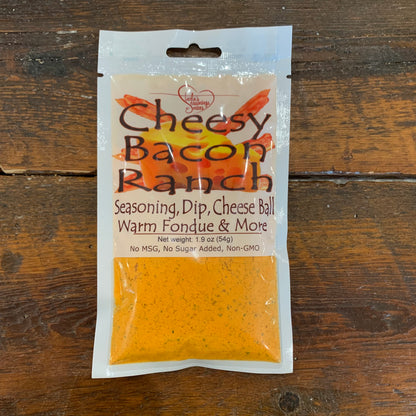 Cheesy
Bacon
Ranch
Seasoning, Dip, Cheese Ball
Warm Fondue & More
Net weight: 1.9 oz (54g)
No MSG, No Sugar Added, Non-GMO